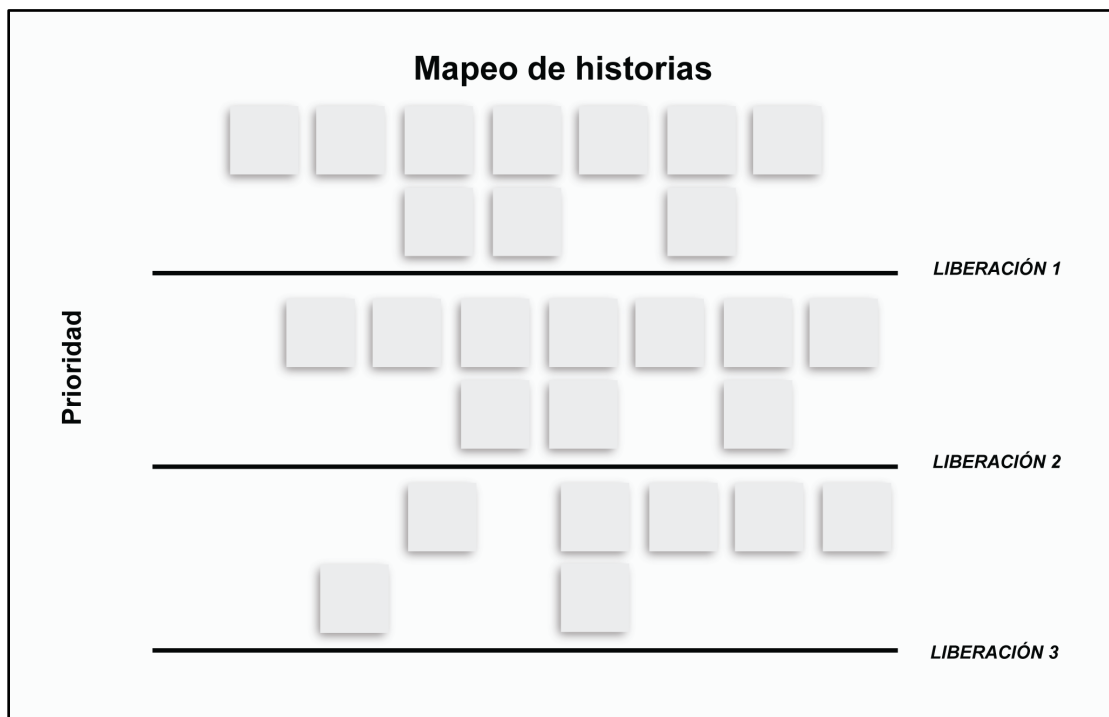 Mapeo de historias
LIBERACIÓN 1
Prioridad
LIBERACIÓN 2
LIBERACIÓN 3